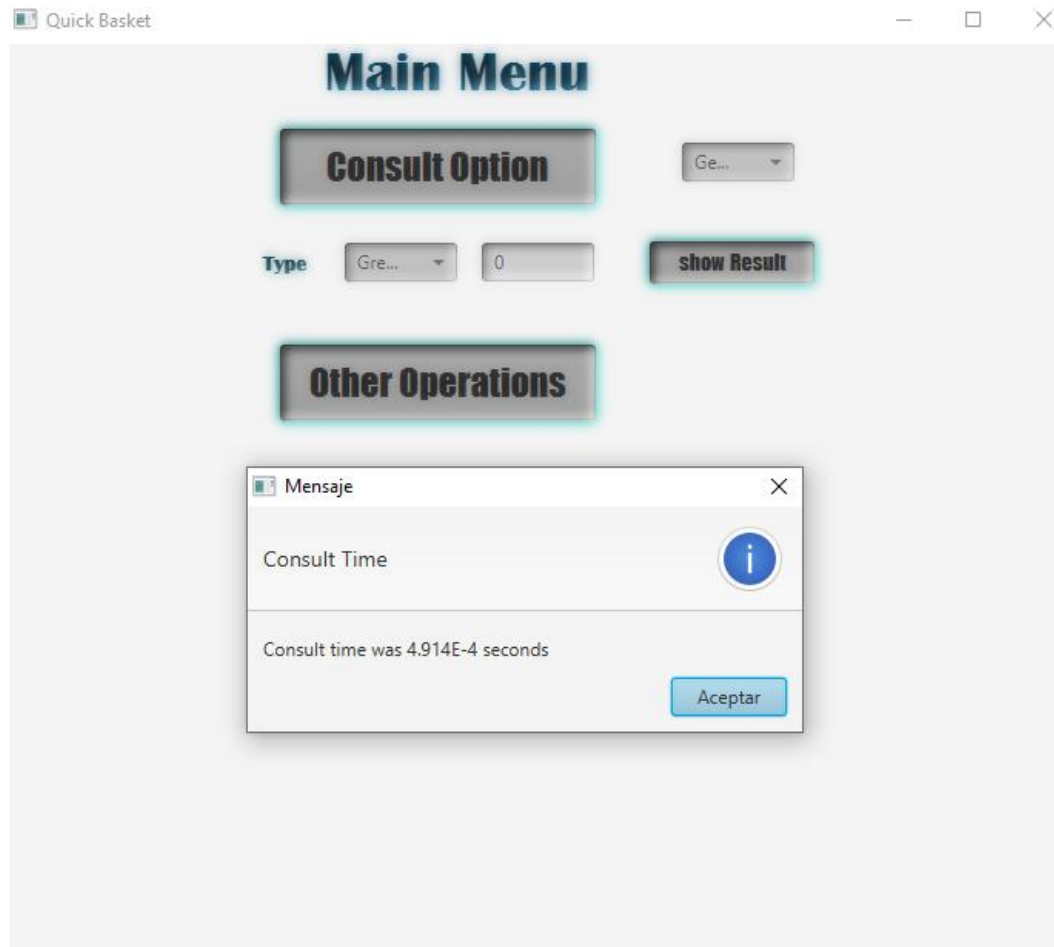 Quick Basket
Main Menu
Consult Option
Ge...
Type
Gre...
0
show Result
Other Operations
Mensaje
Consult Time
i
Consult time was 4.914E-4 seconds
Aceptar